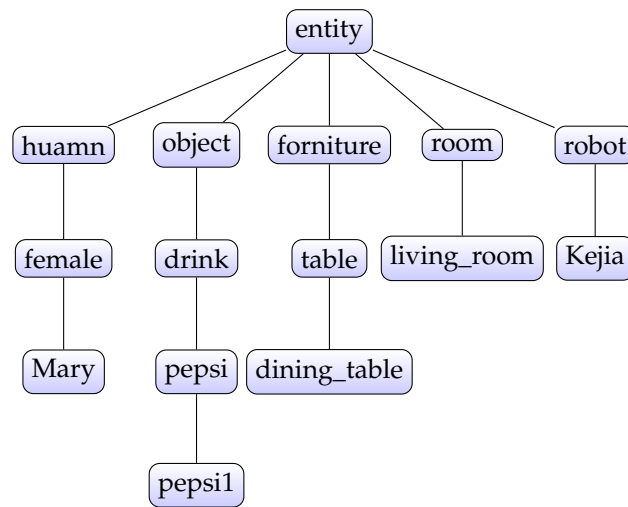 entity
huamn object forniture room robot
female drink table living_room Kejia
Mary pepsi dining_table
pepsi1